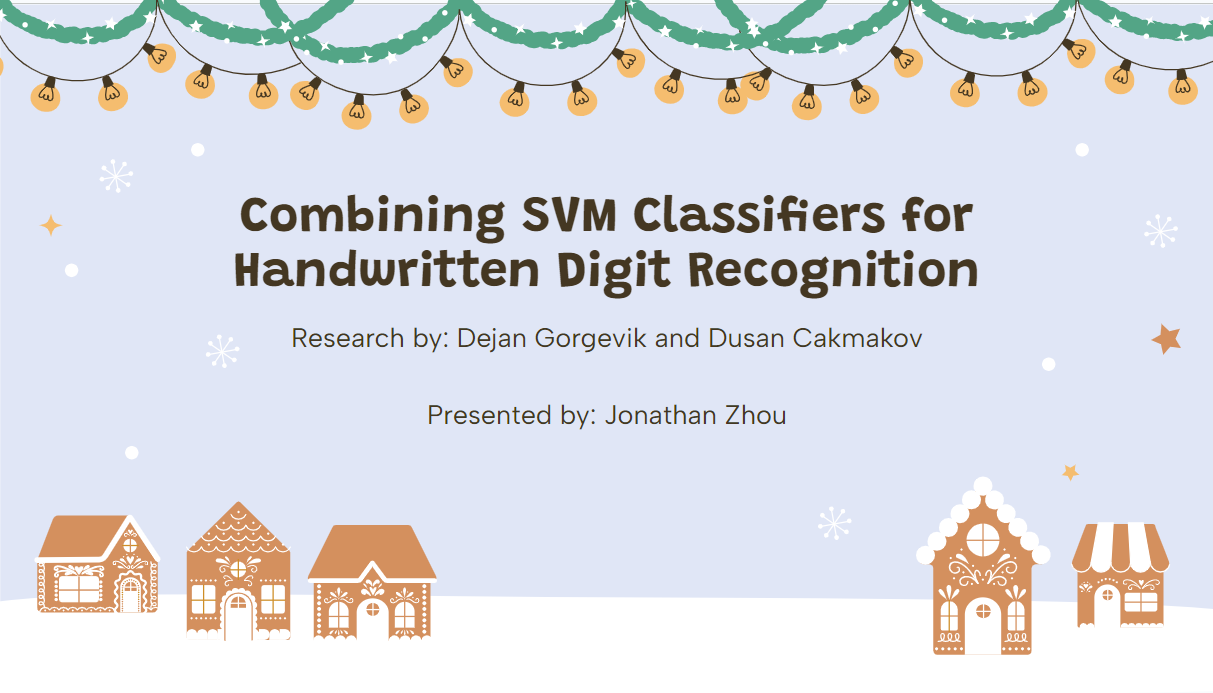 Combining SVM Classifiers for
Handwritten Digit Recognition
Research by: Dejan Gorgevik and Dusan Cakmakov
Presented by: Jonathan Zhou